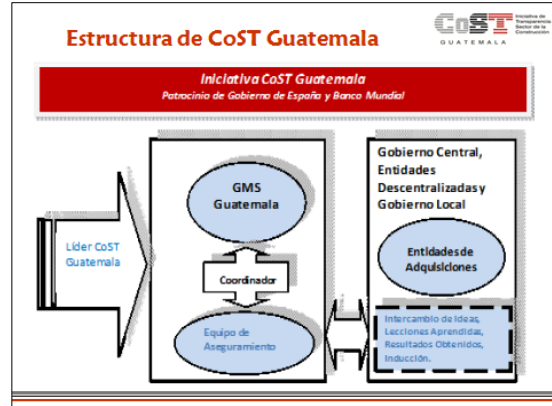 Estructura de CoST Guatemala
CoST
Iniciativa de
Transparencia
Sector de la
Construcción
GUATEMALA
Iniciativa CoST Guatemala
Patrocinio de Gobierno de España y Banco Mundial
Líder CoST
Guatemala
GMS
Guatemala
Coordinador
Equipo de
Aseguramiento
Gobierno Central,
Entidades
Descentralizadas y
Gobierno Local
Entidades de
Adquisiciones
Intercambio de Ideas,
Lecciones Aprendidas,
Resultados Obtenidos,
Inducción.